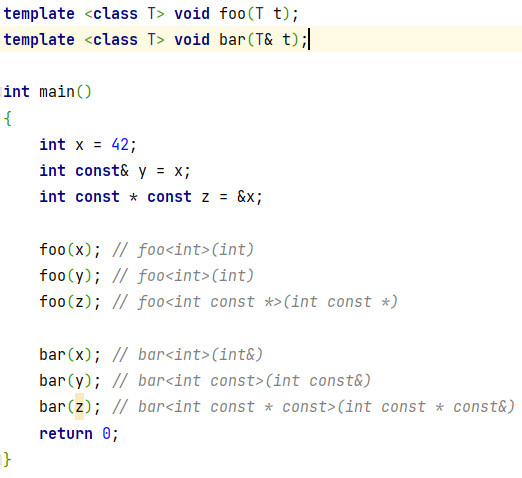 template <class T> void foo(T t);
template <class T> void bar(T& t);
int main()
{
int x = 42;
int const& y = x;
int const * const z = &x;
foo(x); // foo<int>(int)
foo(y); // foo<int>(int)
foo(z); // foo<int const *>(int const *)
bar(x); // bar<int>(int&)
bar(y); // bar<int const>(int const&)
bar(z); // bar<int const * const>(int const * const&)
return 0;
}